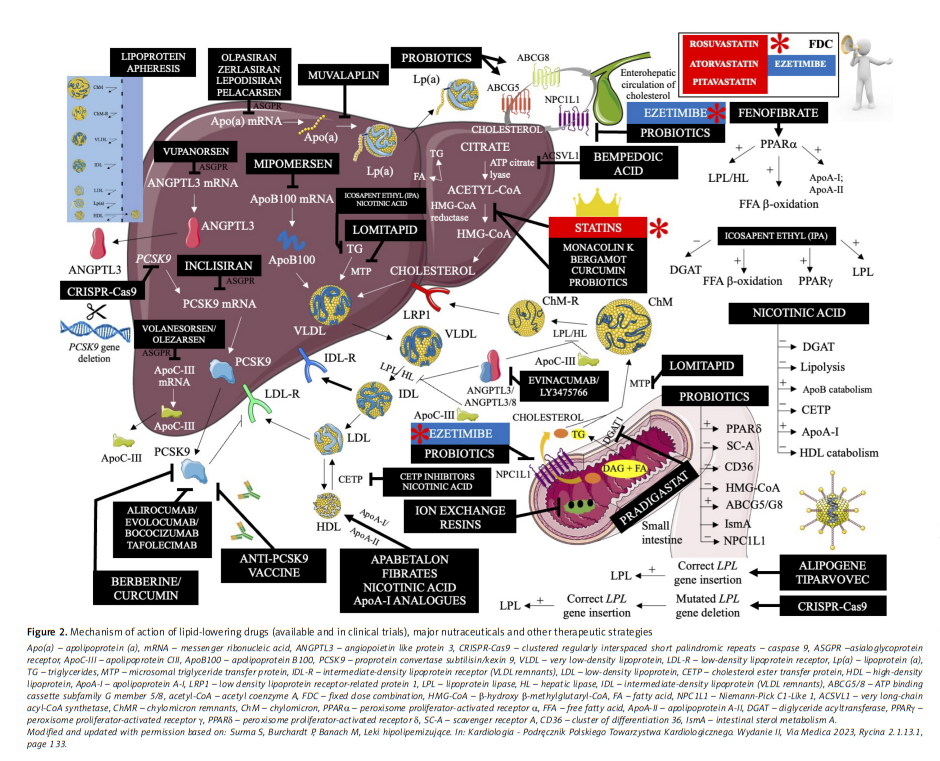 LIPOPROTEIN
APHERESIS
ChM
ChM-R
VLDL
IDL
LDL
Lp(a)
HDL
OLPASIRAN
ZERLASIRAN
LEPODISIRAN
PELACARSEN
ASGPR
Apo(a) mRNA
MUVALAPLIN
Apo(a)
Lp(a)
PROBIOTICS
Lp(a)
ABCG8
ABCG5
NPC1L1
Enterohepatic
circulation of
cholesterol
ROSUVASTATIN
ATORVASTATIN
PITAVASTATIN
FDC
EZETIMIBE
EZETIMIBE
PROBIOTICS
FENOFIBRATE
PPARα
LPL/HL
ApoA-I;
ApoA-II
FFA β-oxidation
VUPANORSEN
ASGPR
ANGPTL3 mRNA
ANGPTL3
ANGPTL3
MIPOMERSEN
ApoB100 mRNA
ApoB100
ICOSAPENT ETHYL (IPA)
NICOTINIC ACID
LOMITAPID
TG
MTP
CHOLESTEROL
CITRATE
TG
ATP citrate
lyase
ACSVL1
FA
ACETYL-CoA
HMG-CoA
reductase
HMG-CoA
CHOLESTEROL
BEMPEDOIC
ACID
STATINS
MONACOLIN K
BERGAMOT
CURCUMIN
PROBIOTICS
ICOSAPENT ETHYL (IPA)
DGAT
FFA β-oxidation
PPARγ
LPL
PCSK9
CRISPR-Cas9
PCSK9 gene
deletion
INCLISIRAN
ASGPR
PCSK9 mRNA
PCSK9
VOLANESORSEN/
OLEZARSEN
ASGPR
ApoC-III
mRNA
ApoC-III
ApoC-III
VLDL
LRP1
VLDL
ChM-R
ChM
LPL/HL
ApoC-III
IDL-R
LPL/HL
IDL
LDL-R
ANGPTL3/
ANGPTL3/8
EVINACUMAB/
LY3475766
ApoC-III
LDL
CETP
CETP INHIBITORS
NICOTINIC ACID
HDL
ApoA-I/
ApoA-II
APABETALON
FIBRATES
NICOTINIC ACID
ApoA-I ANALOGUES
PCSK9
ALIROCUMAB/
EVOLOCUMAB/
BOCOCIZUMAB
TAFOLECIMAB
BERBERINE/
CURCUMIN
ANTI-PCSK9
VACCINE
EZETIMIBE
PROBIOTICS
CHOLESTEROL
TG
NPC1L1
DGAT1
DAG + FA
MTP
LOMITAPID
ION EXCHANGE
RESINS
PRADIGASTAT
Small
intestine
PROBIOTICS
PPARδ
SC-A
CD36
HMG-CoA
ABCG5/G8
IsmA
NPC1L1
NICOTINIC ACID
DGAT
Lipolysis
ApoB catabolism
CETP
ApoA-I
HDL catabolism
LPL
Correct LPL
gene insertion
ALIPOGENE
TIPARVOVEC
LPL
Correct LPL
gene insertion
Mutated LPL
gene deletion
CRISPR-Cas9
Figure 2. Mechanism of action of lipid-lowering drugs (available and in clinical trials), major nutraceuticals and other therapeutic strategies
Apo(a) – apolipoprotein (a), mRNA – messenger ribonucleic acid, ANGPTL3 – angiopoietin like protein 3, CRISPR-Cas9 – clustered regularly interspaced short palindromic repeats – caspase 9, ASGPR –asialoglycoprotein
receptor, ApoC-III – apolipoprotein CIII, ApoB100 – apolipoprotein B100, PCSK9 – proprotein convertase subtilisin/kexin 9, VLDL – very low-density lipoprotein, LDL-R – low-density lipoprotein receptor, Lp(a) – lipoprotein (a),
TG – triglycerides, MTP – microsomal triglyceride transfer protein, IDL-R – intermediate-density lipoprotein receptor (VLDL remnants), LDL – low-density lipoprotein, CETP – cholesterol ester transfer protein, HDL – high-density
lipoprotein, ApoA-I – apolipoprotein A-I, LRP1 – low density lipoprotein receptor-related protein 1, LPL – lipoprotein lipase, HL – hepatic lipase, IDL – intermediate-density lipoprotein (VLDL remnants), ABCG5/8 – ATP binding
cassette subfamily G member 5/8, acetyl-CoA – acetyl coenzyme A, FDC – fixed dose combination, HMG-CoA – β-hydroxy β-methylglutaryl-CoA, FA – fatty acid, NPC1L1 – Niemann-Pick C1-Like 1, ACSVL1 – very long-chain
acyl-CoA synthetase, ChMR – chylomicron remnants, ChM – chylomicron, PPARα – peroxisome proliferator-activated receptor α, FFA – free fatty acid, ApoA-II – apolipoprotein A-II, DGAT – diglyceride acyltransferase, PPARγ –
peroxisome proliferator-activated receptor γ, PPARδ – peroxisome proliferator-activated receptor δ, SC-A – scavenger receptor A, CD36 – cluster of differentiation 36, IsmA – intestinal sterol metabolism A.
Modified and updated with permission based on: Surma S, Burchardt P, Banach M, Leki hipolipemizujące. In: Kardiologia - Podręcznik Polskiego Towarzystwa Kardiologicznego. Wydanie II, Via Medica 2023, Rycina 2.1.13.1,
page 133.